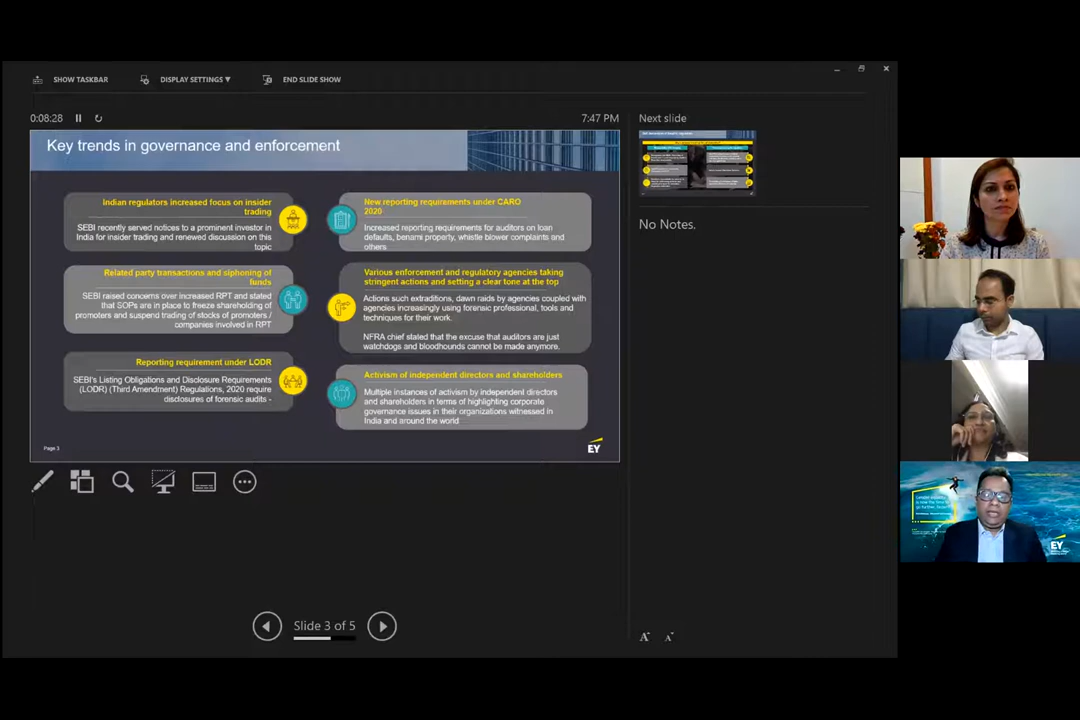 SHOW TASKBAR
DISPLAY SETTINGS ▼
END SLIDE SHOW
0:08:28
7:47 PM
Next slide
Key trends in governance and enforcement
Indian regulators increased focus on insider
trading
SEBI recently served notices to a prominent investor in
India for insider trading and renewed discussion on this
topic
Related party transactions and siphoning of
funds
SEBI raised concerns over increased RPT and stated
that SOPs are in place to freeze shareholding of
promoters and suspend trading of stocks of promoters /
companies involved in RPT
Reporting requirement under LODR
SEBI's Listing Obligations and Disclosure Requirements
(LODR) (Third Amendment) Regulations, 2020 require
disclosures of forensic audits -
New reporting requirements under CARO
2020
Increased reporting requirements for auditors on loan
defaults, benami property, whistle blower complaints and
others
Various enforcement and regulatory agencies taking
stringent actions and setting a clear tone at the top
Actions such extraditions, dawn raids by agencies coupled with
agencies increasingly using forensic professional, tools and
techniques for their work.
NFRA chief stated that the excuse that auditors are just
watchdogs and bloodhounds cannot be made anymore.
Activism of independent directors and shareholders
Multiple instances of activism by independent directors
and shareholders in terms of highlighting corporate
governance issues in their organizations witnessed in
India and around the world
Page 3
EY
No Notes.
Slide 3 of 5
A
A
EY